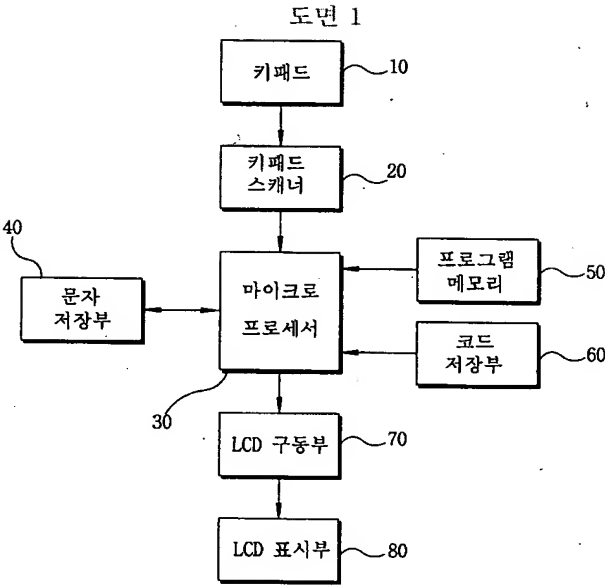 도면 1
키패드
10
키패드
스캐너
20
40
문자
저장부
마이크로
프로세서
30
프로그램
메모리
50
코드
저장부
60
LCD 구동부
70
LCD 표시부
80